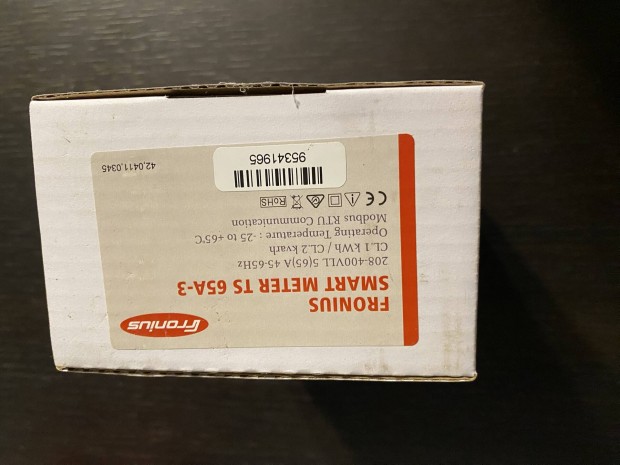 Fronius
FRONIUS
SMART METER TS 65A-3
208-400VLL 5(65)A 45-65Hz
CL.1 kWh / CL.2 kvarh
Operating Temperature : -25 to +65°C
Modbus RTU Communication
CE RoHS
95341965
42,0411,0345